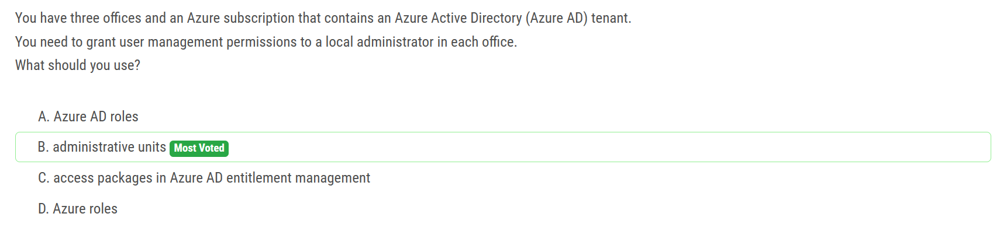 You have three offices and an Azure subscription that contains an Azure Active Directory (Azure AD) tenant.
You need to grant user management permissions to a local administrator in each office.
What should you use?
A. Azure AD roles
B. administrative units Most Voted
C. access packages in Azure AD entitlement management
D. Azure roles